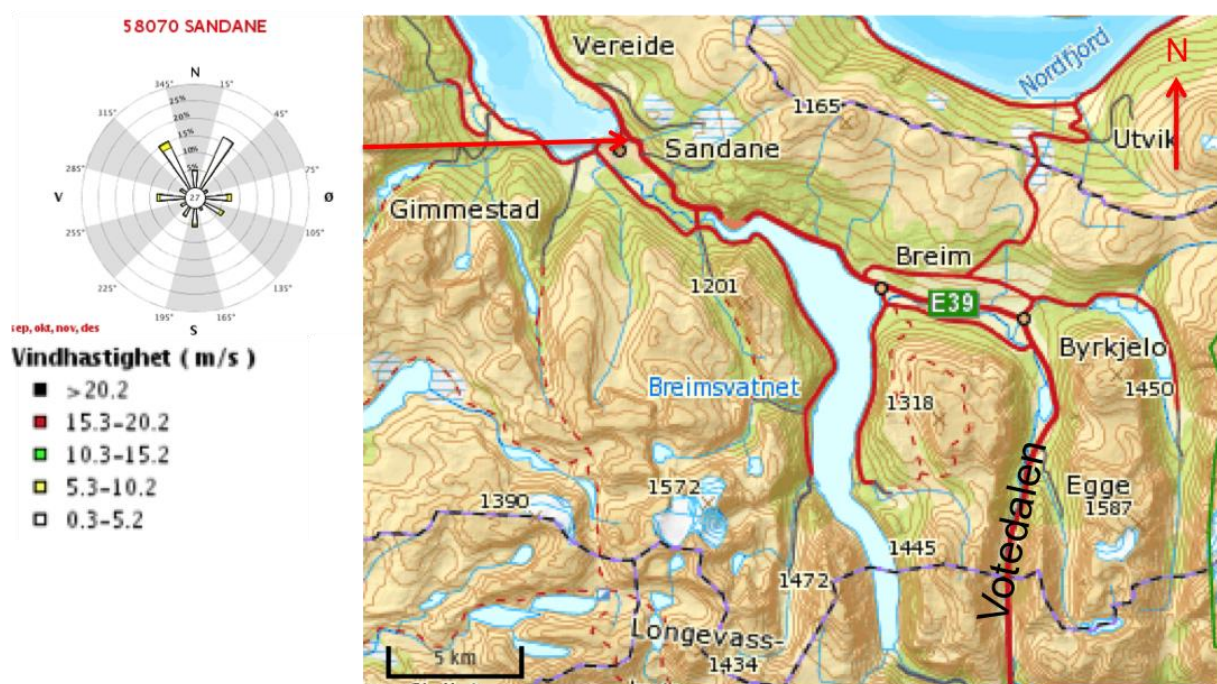 58070 SANDANE
N
345°
15°
315°
45°
285°
75°
255°
105°
195°
165°
135°
25%
20%
15%
10%
5%
27
V
Ø
S
sep, okt, nov, des
Vindhastighet ( m/s )
>20.2
15.3-20.2
10.3-15.2
5.3-10.2
0.3-5.2
Vereide
Nordfjord
N
1165
Utvik
Sandane
Gimmestad
Breim
1201
E39
Byrkjelo
Breimsvatnet
1318
1450
Votedalen
1390
1572
Egge
1587
1445
1472
Longevass-
1434
5 km